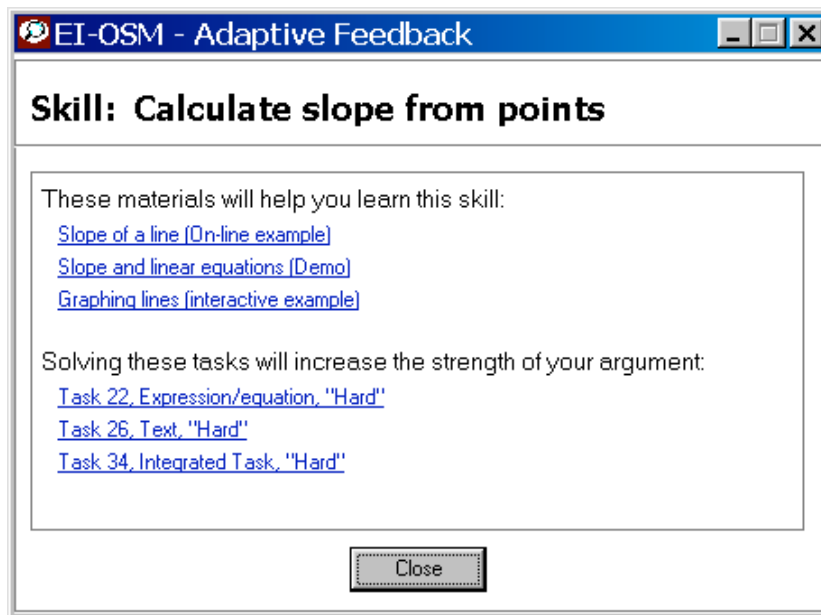 EI-OSM - Adaptive Feedback
Skill: Calculate slope from points
These materials will help you learn this skill:
Slope of a line (On-line example)
Slope and linear equations (Demo)
Graphing lines (interactive example)
Solving these tasks will increase the strength of your argument:
Task 22, Expression/equation, "Hard"
Task 26, Text, "Hard"
Task 34, Integrated Task, "Hard"
Close